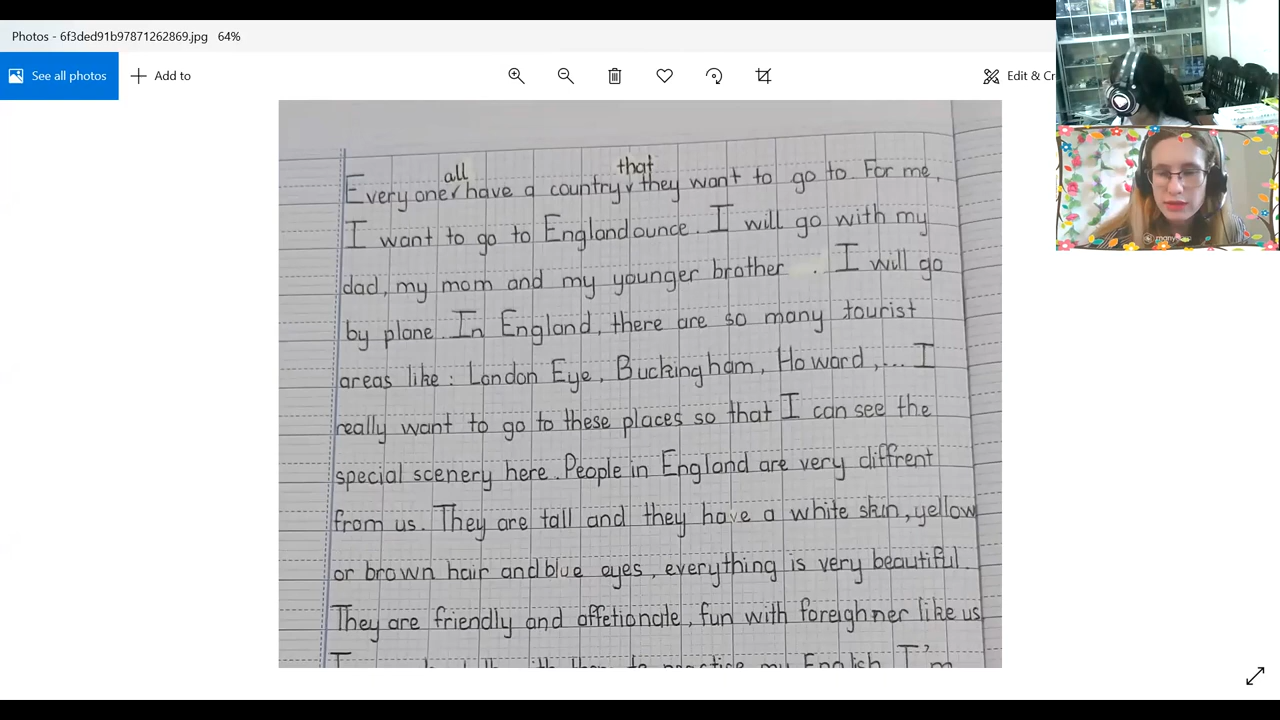 Photos - 6f3ded91b97871262869.jpg 64%
See all photos
Add to
Edit & Cr
all that
Everyone have a country they want to go to. For me,
I want to go to England ounce. I will go with my
dad, my mom and my younger brother . I will go
by plane. In England, there are so many tourist
areas like : London Eye, Buckingham, Howard,... I
really want to go to these places so that I can see the
special scenery here. People in England are very diffrent
from us. They are tall and they have a white skin, yellow
or brown hair and blue eyes, everything is very beautiful.
They are friendly and affetionate, fun with foreighner like us
English I'm